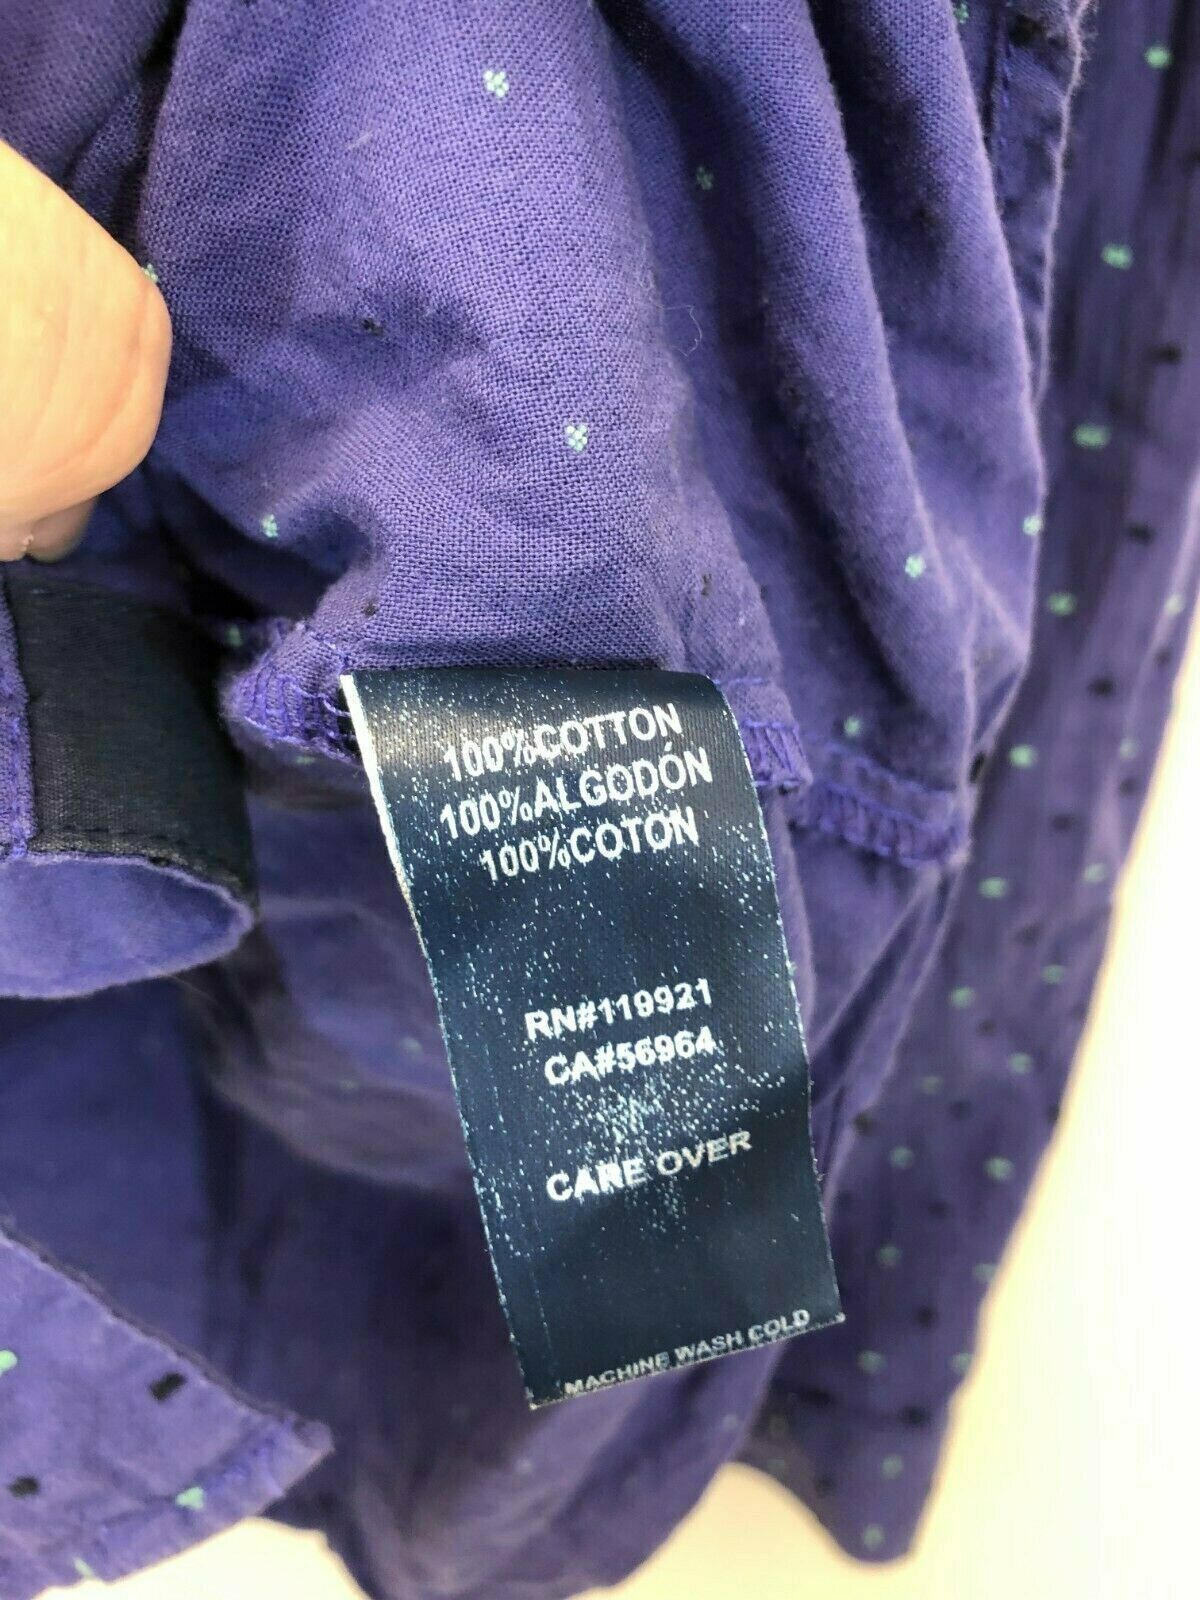 100%COTTON
100%ALGODÓN
100%COTON
RN#119921
CA#56964
CARE OVER
MACHINE WASH COLD